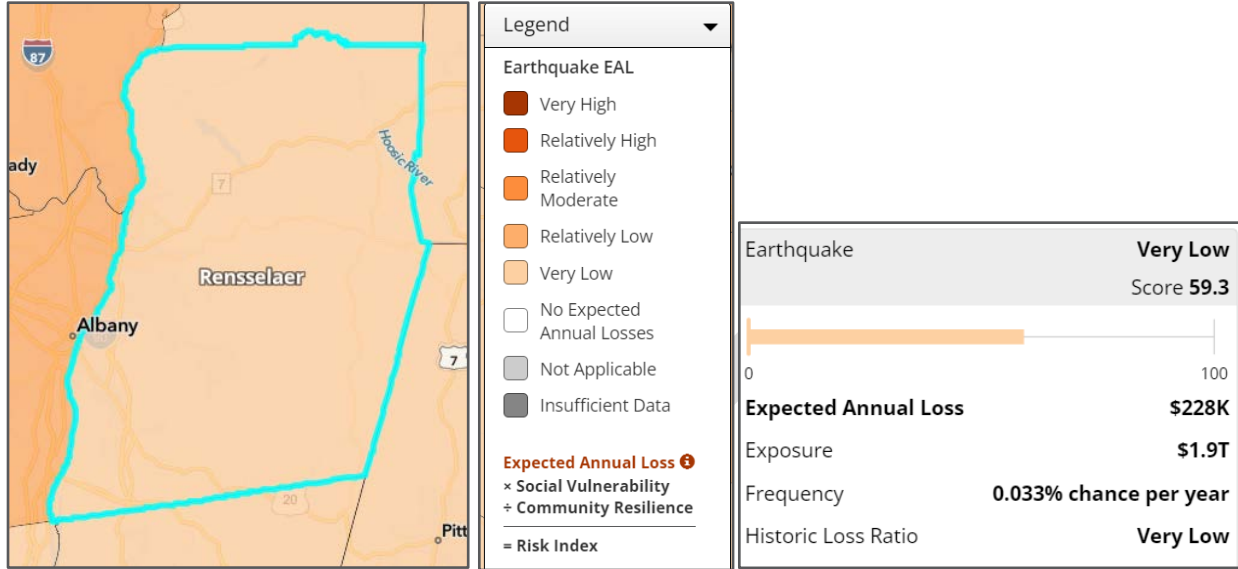 87
ady
7
Hoosic River
Rensselaer
Albany
90
7
20
Pitt
Legend
Earthquake EAL
Very High
Relatively High
Relatively
Moderate
Relatively Low
Very Low
No Expected
Annual Losses
Not Applicable
Insufficient Data
Expected Annual Loss
× Social Vulnerability
÷ Community Resilience
= Risk Index
Earthquake Very Low
Score 59.3
0 100
Expected Annual Loss $228K
Exposure $1.9T
Frequency 0.033% chance per year
Historic Loss Ratio Very Low